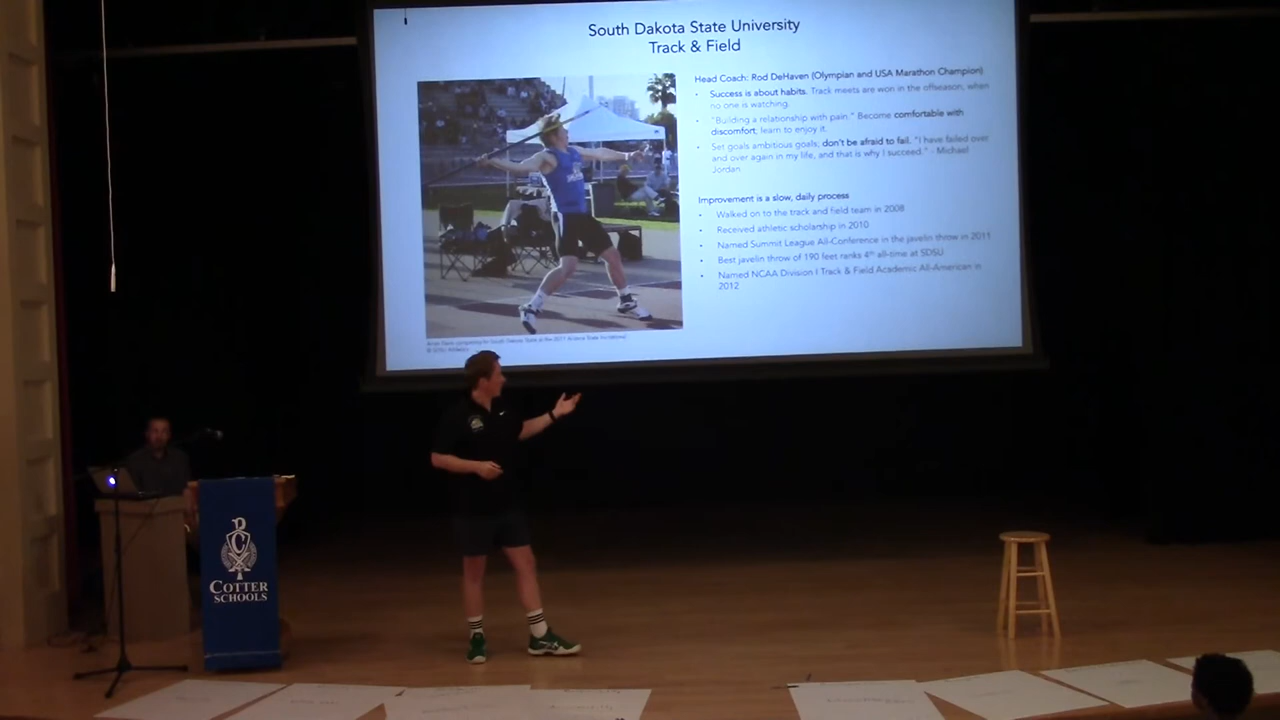 South Dakota State University
Track & Field
Head Coach: Rod DeHaven (Olympian and USA Marathon Champion)
• Success is about habits. Track meets are won in the offseason, when
no one is watching.
• "Building a relationship with pain." Become comfortable with
discomfort; learn to enjoy it.
• Set goals ambitious goals; don't be afraid to fail. "I have failed over
and over again in my life, and that is why I succeed." - Michael
Jordan
Improvement is a slow, daily process
• Walked on to the track and field team in 2008
• Received athletic scholarship in 2010
• Named Summit League All-Conference in the javelin throw in 2011
• Best javelin throw of 190 feet ranks 4th all-time at SDSU
• Named NCAA Division I Track & Field Academic All-American in
2012
COTTER
SCHOOLS